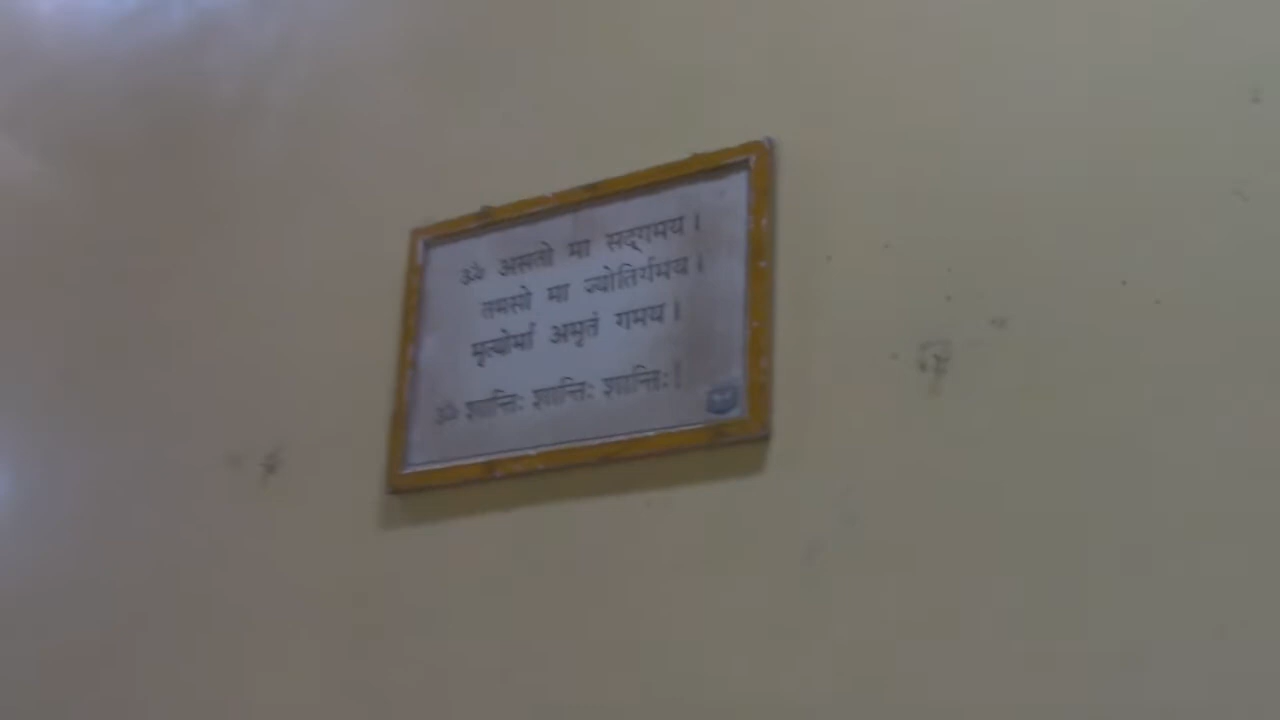 ॐ असतो मा सद्गमय।
तमसो मा ज्योतिर्गमय।
मृत्योर्मा अमृतं गमय।
ॐ शान्तिः शान्तिः शान्तिः।